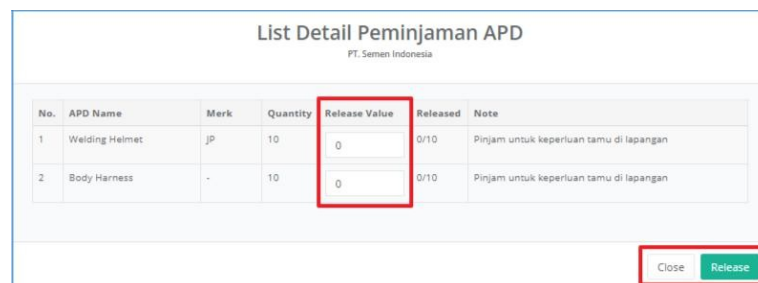 List Detail Peminjaman APD
PT. Semen Indonesia
No. APD Name Merk Quantity Release Value Released Note
1 Welding Helmet JP 10 0 0/10 Pinjam untuk keperluan tamu di lapangan
2 Body Harness - 10 0 0/10 Pinjam untuk keperluan tamu di lapangan
Close Release